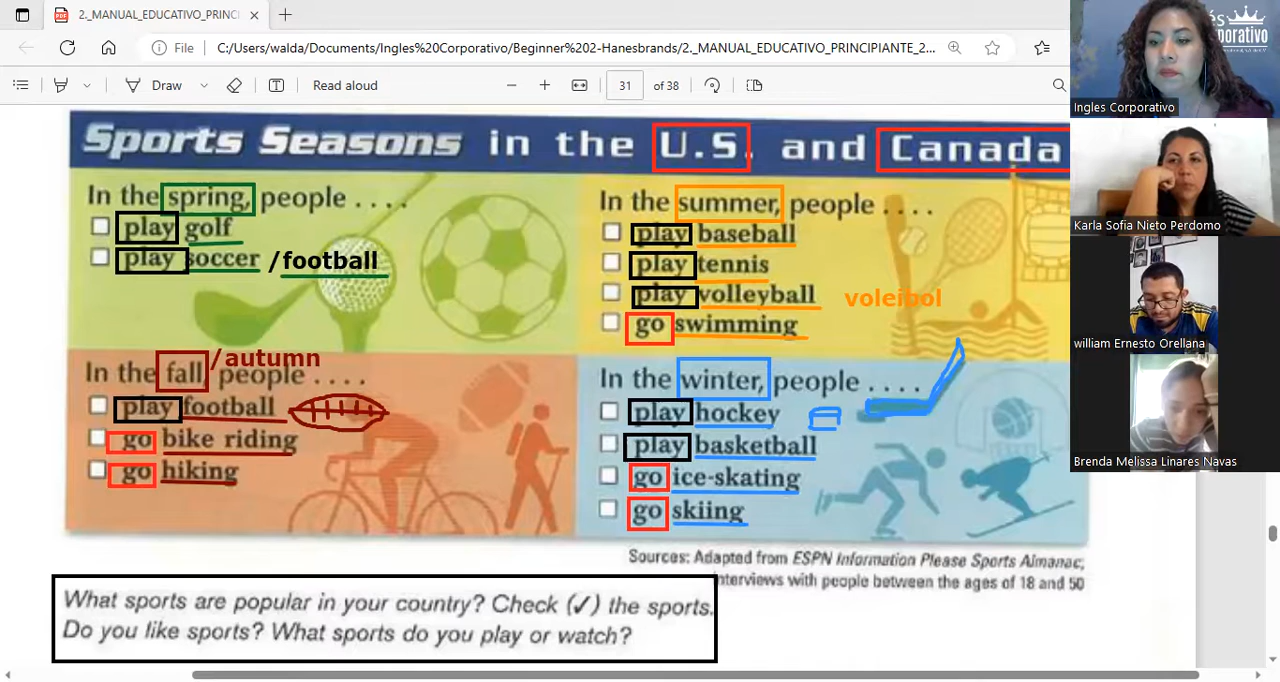 2._MANUAL_EDUCATIVO_PRINCI
File
C:/Users/walda/Documents/Ingles%20Corporativo/Beginner%202-Hanesbrands/2._MANUAL_EDUCATIVO_PRINCIPIANTE_2...
Draw
Read aloud
31 of 38
Sports Seasons in the U.S. and Canada
In the spring, people . . . .
play golf
play soccer /football
In the summer, people . . . .
play baseball
play tennis
play volleyball voleibol
go swimming
In the fall, people . . . .
/autumn
play football
go bike riding
go hiking
In the winter, people . . . .
play hockey
play basketball
go ice-skating
go skiing
Sources: Adapted from ESPN Information Please Sports Almanac;
interviews with people between the ages of 18 and 50
What sports are popular in your country? Check (✓) the sports.
Do you like sports? What sports do you play or watch?
Ingles Corporativo
Karla Sofia Nieto Perdomo
william Ernesto Orellana
Brenda Melissa Linares Navas